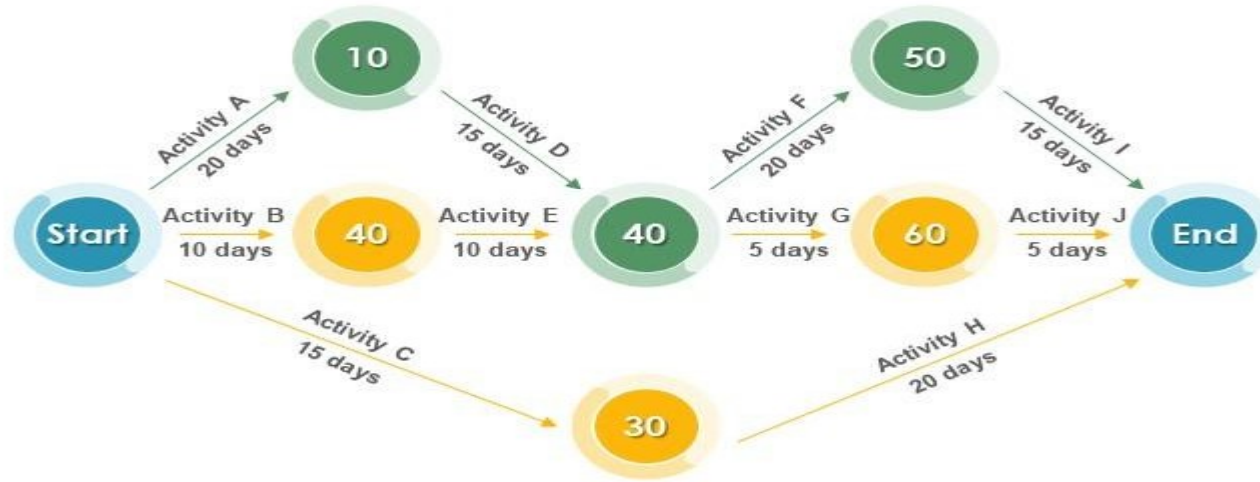 10
50
Activity A
20 days
Activity D
15 days
Activity F
20 days
Activity I
15 days
Start
Activity B
10 days
40
Activity E
10 days
40
Activity G
5 days
60
Activity J
5 days
End
Activity C
15 days
Activity H
20 days
30